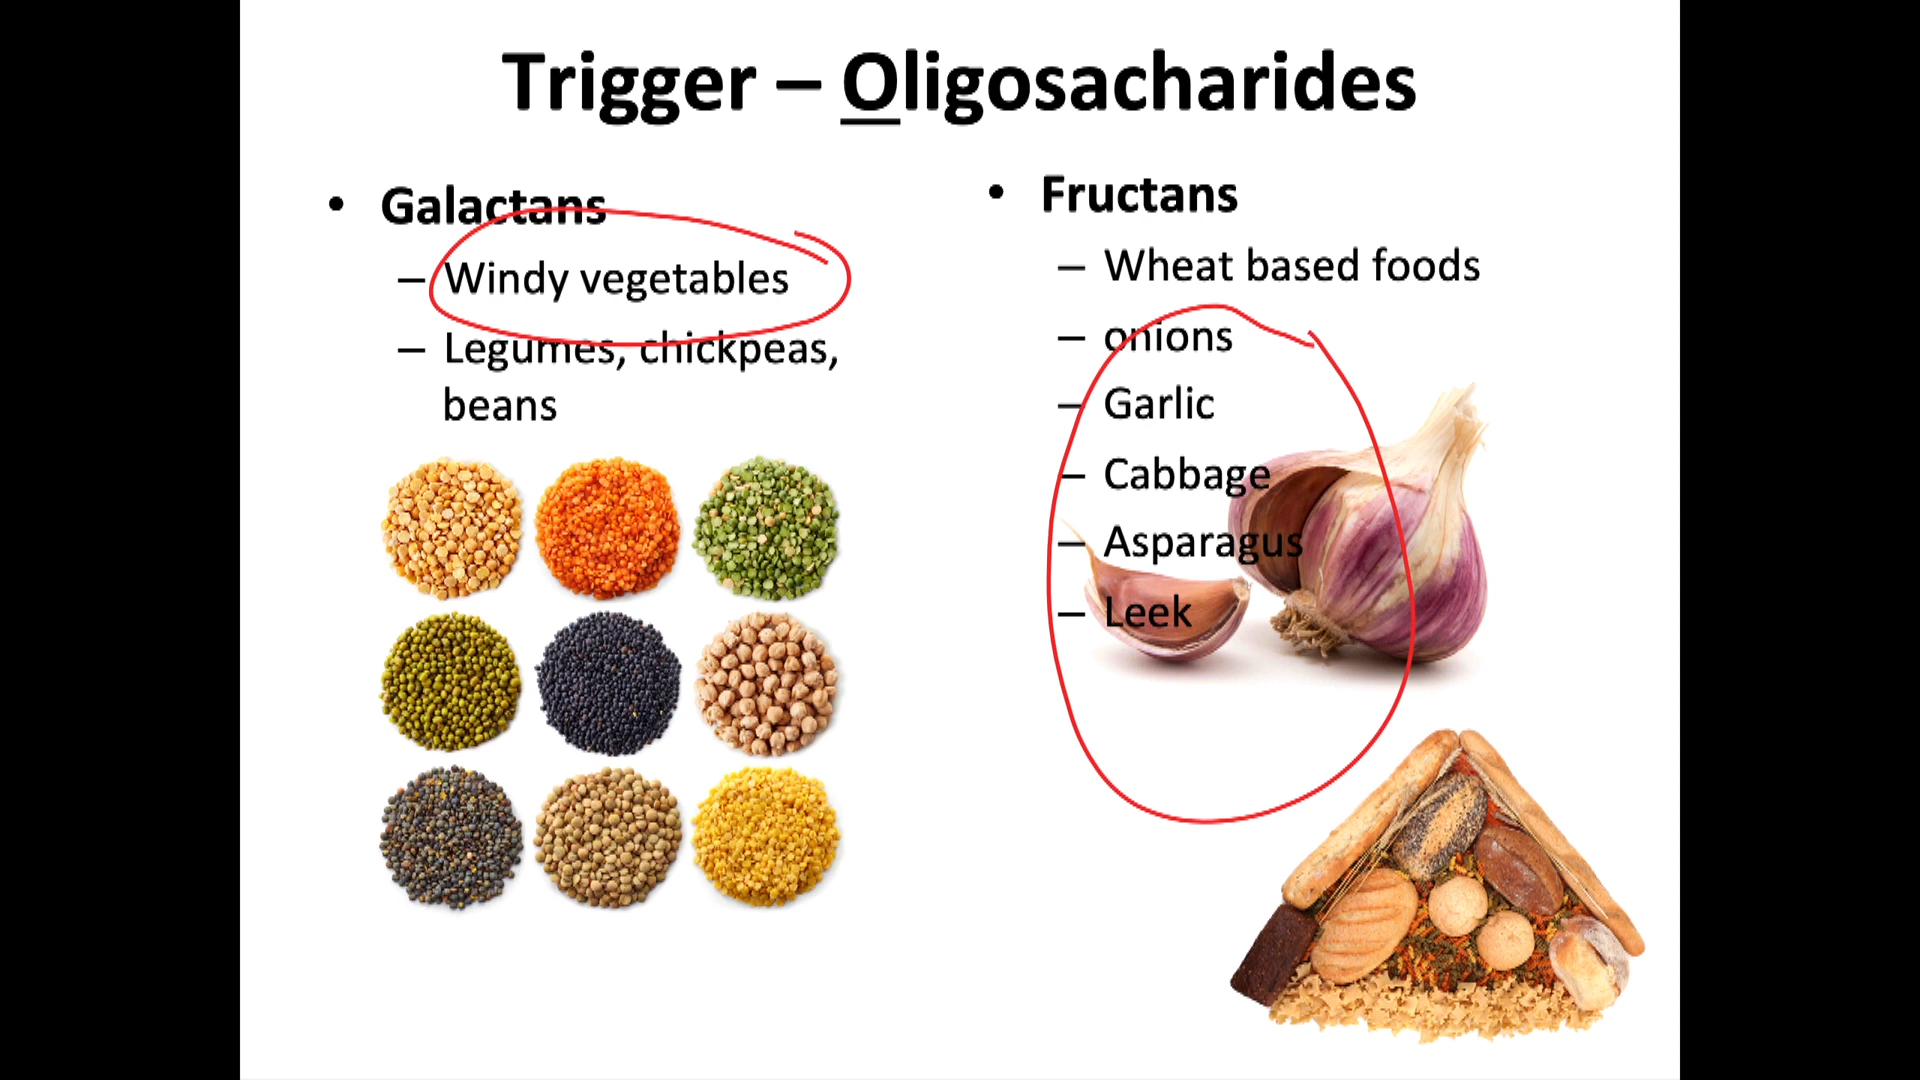 Trigger – Oligosacharides
• Galactans
– Windy vegetables
– Legumes, chickpeas,
beans
• Fructans
– Wheat based foods
– onions
– Garlic
– Cabbage
– Asparagus
– Leek